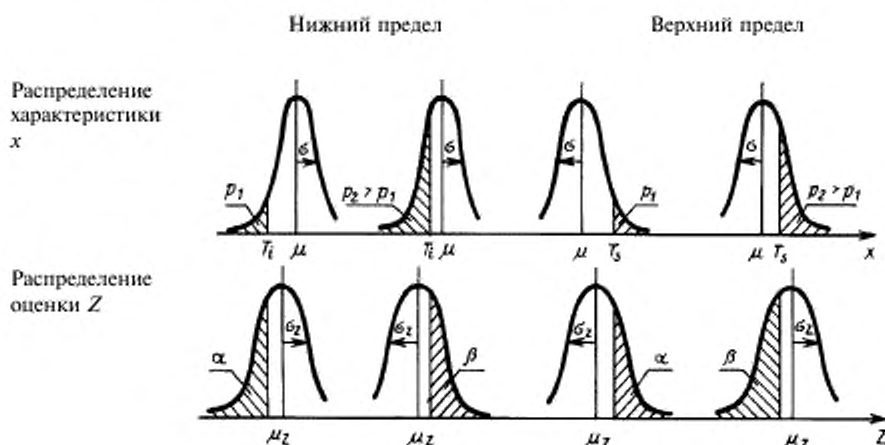 Нижний предел Верхний предел
Распределение
характеристики
x
σ σ σ σ
p₁ p₂ > p₁ p₁ p₂ > p₁
Tᵢ μ Tᵢ μ μ Tₛ μ Tₛ x
Распределение
оценки Z
σz σz σz σz
α β α β
μz μz μz μz Z